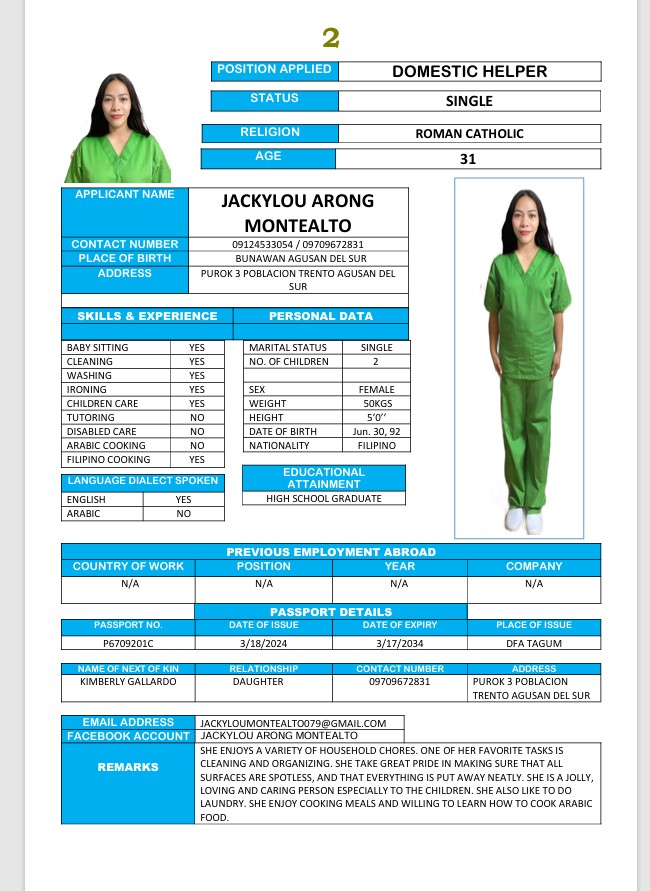 2
POSITION APPLIED DOMESTIC HELPER
STATUS SINGLE
RELIGION ROMAN CATHOLIC
AGE 31
APPLICANT NAME JACKYLOU ARONG
MONTEALTO
CONTACT NUMBER 09124533054 / 09709672831
PLACE OF BIRTH BUNAWAN AGUSAN DEL SUR
ADDRESS PUROK 3 POBLACION TRENTO AGUSAN DEL
SUR
SKILLS & EXPERIENCE PERSONAL DATA
BABY SITTING YES MARITAL STATUS SINGLE
CLEANING YES NO. OF CHILDREN 2
WASHING YES
IRONING YES SEX FEMALE
CHILDREN CARE YES WEIGHT 50KGS
TUTORING NO HEIGHT 5’0’’
DISABLED CARE NO DATE OF BIRTH Jun. 30, 92
ARABIC COOKING NO NATIONALITY FILIPINO
FILIPINO COOKING YES
LANGUAGE DIALECT SPOKEN
ENGLISH YES
ARABIC NO
EDUCATIONAL
ATTAINMENT
HIGH SCHOOL GRADUATE
PREVIOUS EMPLOYMENT ABROAD
COUNTRY OF WORK POSITION YEAR COMPANY
N/A N/A N/A N/A
PASSPORT DETAILS
PASSPORT NO. DATE OF ISSUE DATE OF EXPIRY PLACE OF ISSUE
P6709201C 3/18/2024 3/17/2034 DFA TAGUM
NAME OF NEXT OF KIN RELATIONSHIP CONTACT NUMBER ADDRESS
KIMBERLY GALLARDO DAUGHTER 09709672831 PUROK 3 POBLACION
TRENTO AGUSAN DEL SUR
EMAIL ADDRESS JACKYLOUMONTEALTO079@GMAIL.COM
FACEBOOK ACCOUNT JACKYLOU ARONG MONTEALTO
REMARKS
SHE ENJOYS A VARIETY OF HOUSEHOLD CHORES. ONE OF HER FAVORITE TASKS IS
CLEANING AND ORGANIZING. SHE TAKE GREAT PRIDE IN MAKING SURE THAT ALL
SURFACES ARE SPOTLESS, AND THAT EVERYTHING IS PUT AWAY NEATLY. SHE IS A JOLLY,
LOVING AND CARING PERSON ESPECIALLY TO THE CHILDREN. SHE ALSO LIKE TO DO
LAUNDRY. SHE ENJOY COOKING MEALS AND WILLING TO LEARN HOW TO COOK ARABIC
FOOD.